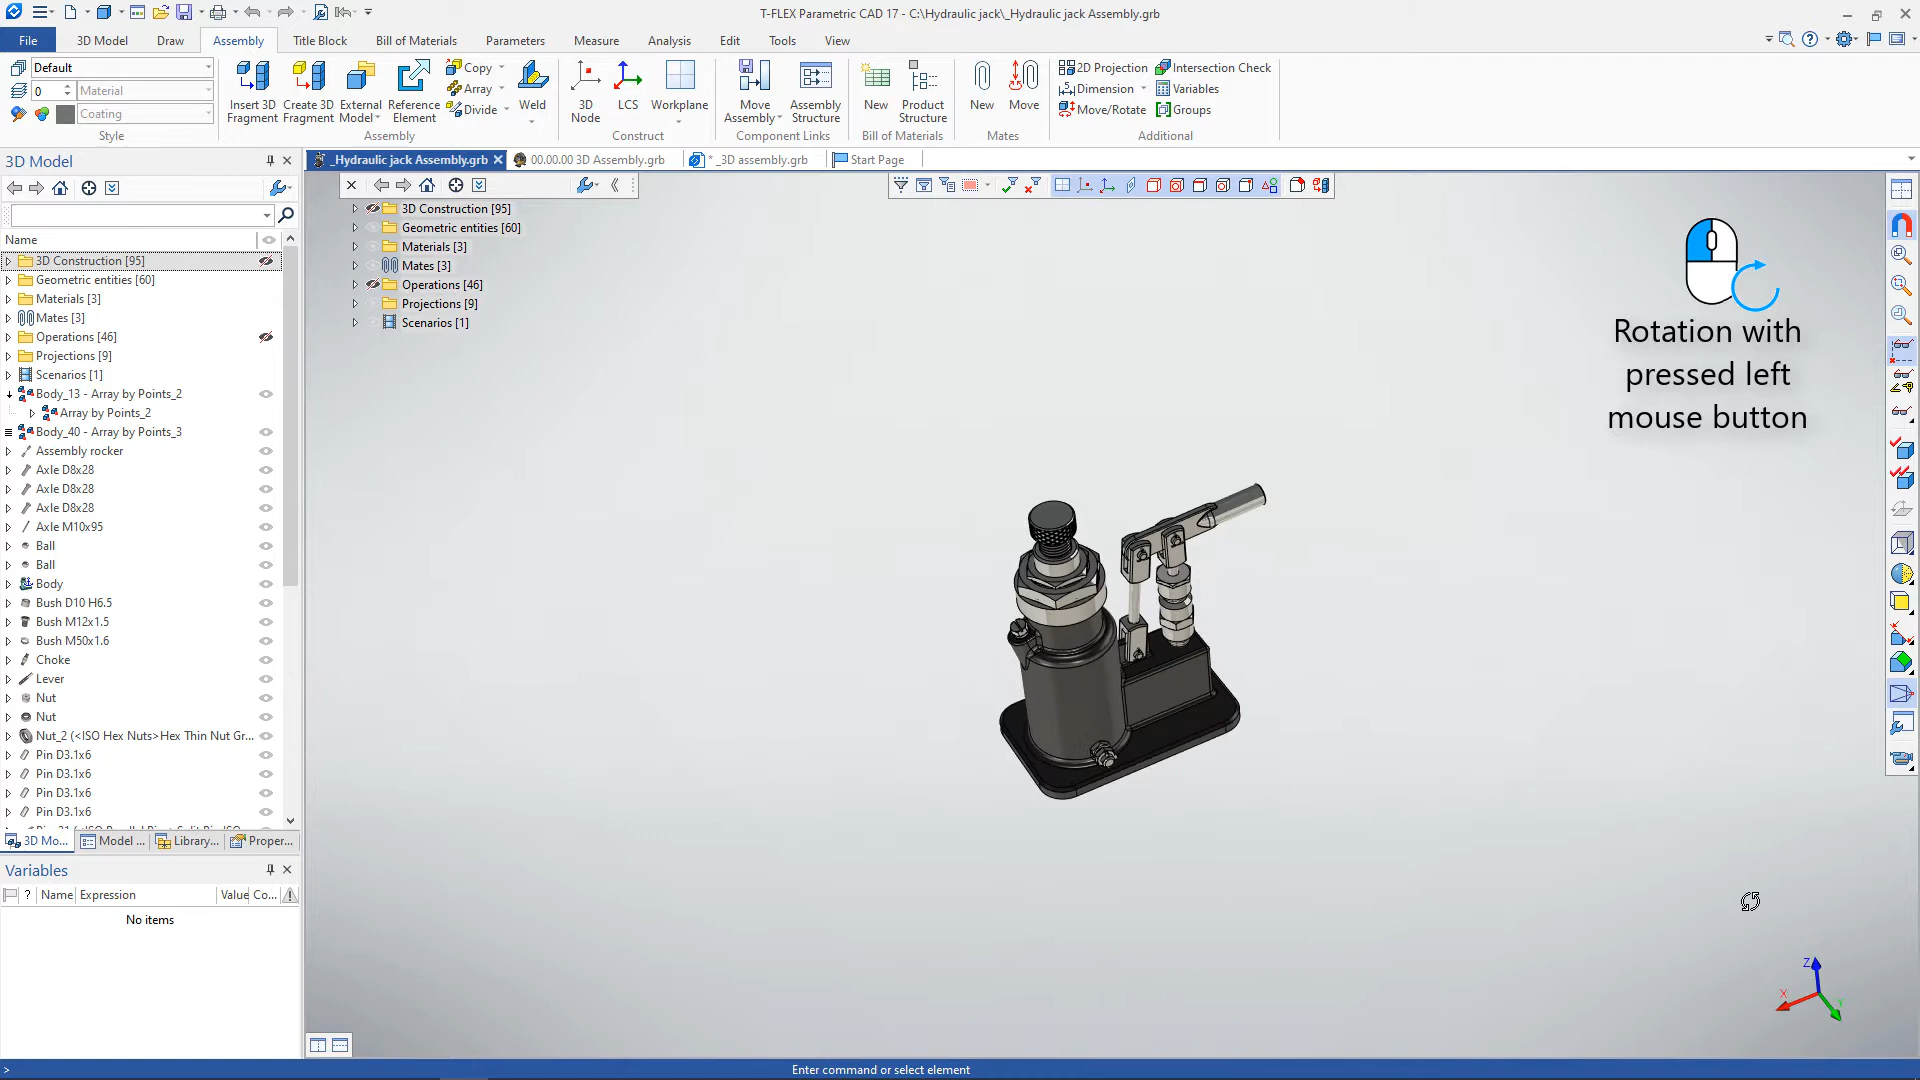 T-FLEX Parametric CAD 17 - C:\Hydraulic jack\_Hydraulic jack Assembly.grb
File
3D Model
Draw
Assembly
Title Block
Bill of Materials
Parameters
Measure
Analysis
Edit
Tools
View
Default
0
Material
Coating
Style
Insert 3D Fragment
Create 3D Fragment
External Model
Reference Element
Copy
Array
Divide
Weld
Assembly
3D Node
LCS
Workplane
Construct
Move Assembly
Assembly Structure
Component Links
New
Product Structure
Bill of Materials
New
Move
Mates
2D Projection
Intersection Check
Dimension
Variables
Move/Rotate
Groups
Additional
3D Model
_Hydraulic jack Assembly.grb
00.00.00 3D Assembly.grb
* _3D assembly.grb
Start Page
Name
3D Construction [95]
Geometric entities [60]
Materials [3]
Mates [3]
Operations [46]
Projections [9]
Scenarios [1]
Body_13 - Array by Points_2
Array by Points_2
Body_40 - Array by Points_3
Assembly rocker
Axle D8x28
Axle D8x28
Axle D8x28
Axle M10x95
Ball
Ball
Body
Bush D10 H6.5
Bush M12x1.5
Bush M50x1.6
Choke
Lever
Nut
Nut
Nut_2 (<ISO Hex Nuts>Hex Thin Nut Gr...
Pin D3.1x6
Pin D3.1x6
Pin D3.1x6
Pin D3.1x6
3D Mo...
Model ...
Library...
Proper...
Variables
? Name Expression Value Co...
No items
3D Construction [95]
Geometric entities [60]
Materials [3]
Mates [3]
Operations [46]
Projections [9]
Scenarios [1]
Rotation with
pressed left
mouse button
Z
X
Y
> Enter command or select element